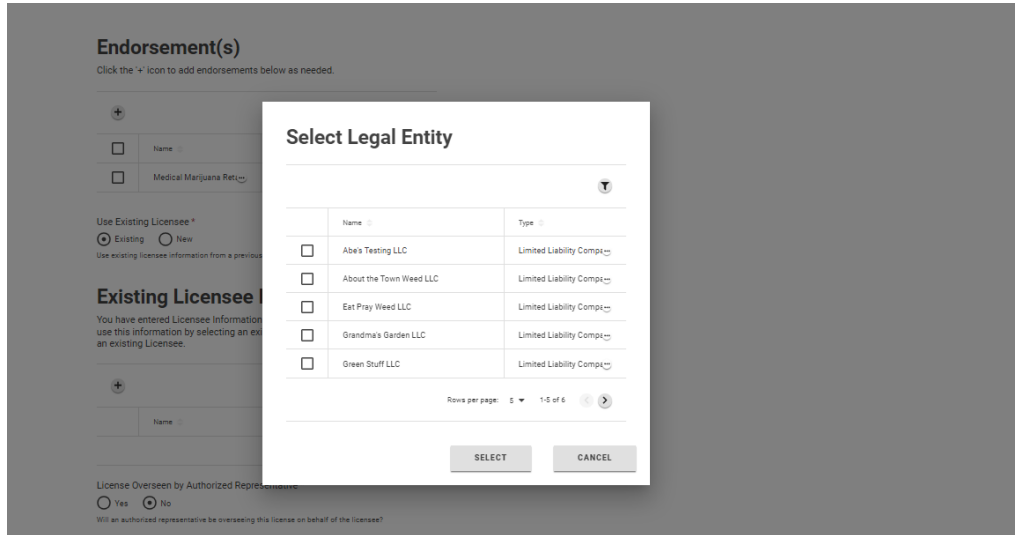 Endorsement(s)
Click the '+' icon to add endorsements below as needed.
Name
Medical Marijuana Reta...
Use Existing Licensee *
Existing New
Use existing licensee information from a previous
Existing Licensee
You have entered Licensee Information
use this information by selecting an
an existing Licensee.
Name
License Overseen by Authorized Representative
Yes No
Will an authorized representative be overseeing this license on behalf of the licensee?
Select Legal Entity
Name Type
Abe's Testing LLC Limited Liability Compa...
About the Town Weed LLC Limited Liability Compa...
Eat Pray Weed LLC Limited Liability Compa...
Grandma's Garden LLC Limited Liability Compa...
Green Stuff LLC Limited Liability Compa...
Rows per page: 5 1-5 of 6
SELECT CANCEL